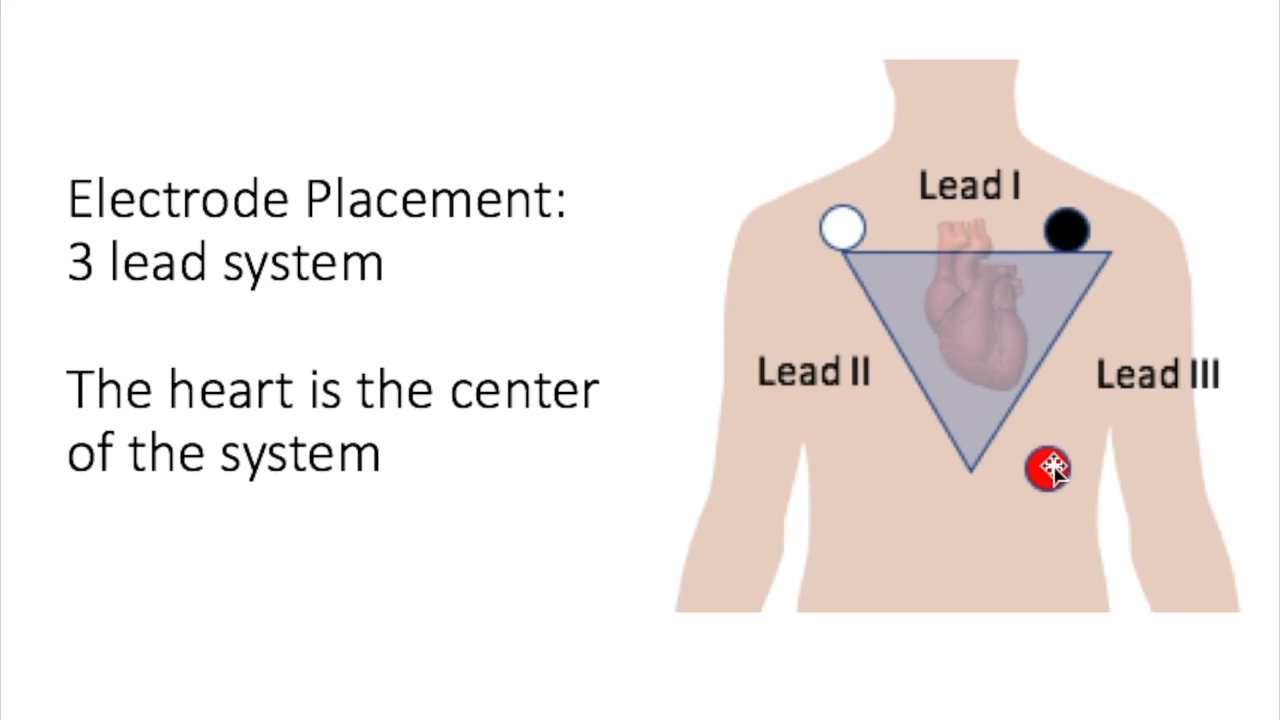 Electrode Placement:
3 lead system
The heart is the center
of the system
Lead I
Lead II
Lead III